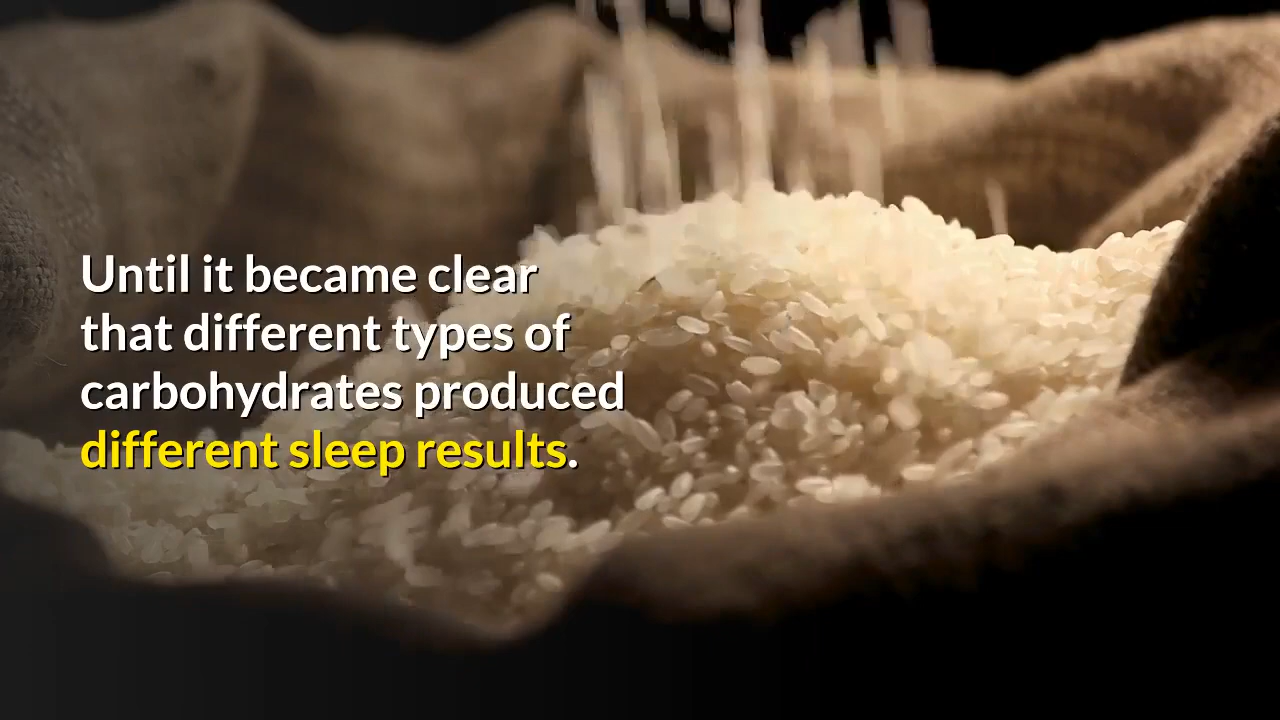 Until it became clear
that different types of
carbohydrates produced
different sleep results.